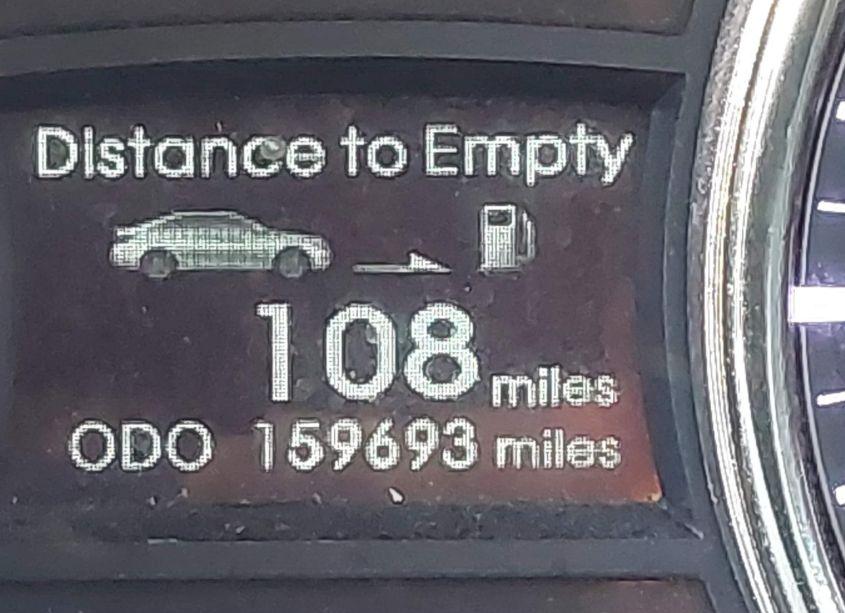 Distance to Empty
108 miles
ODO 159693 miles